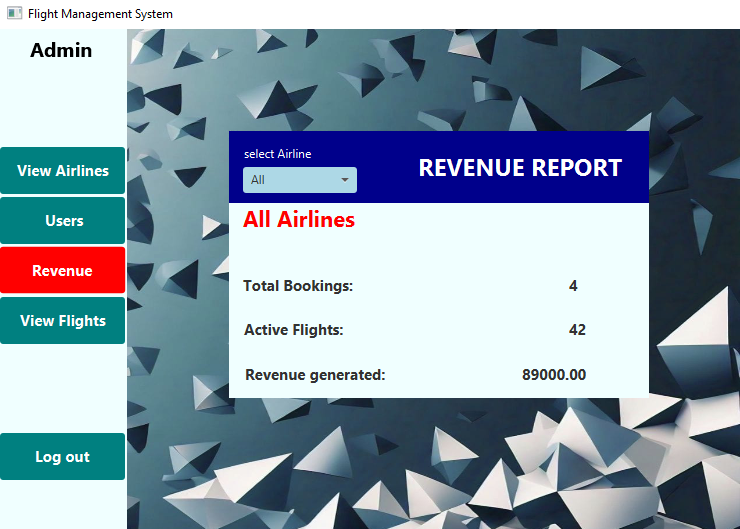 Flight Management System
Admin
View Airlines
Users
Revenue
View Flights
Log out
select Airline
All
REVENUE REPORT
All Airlines
Total Bookings: 4
Active Flights: 42
Revenue generated: 89000.00